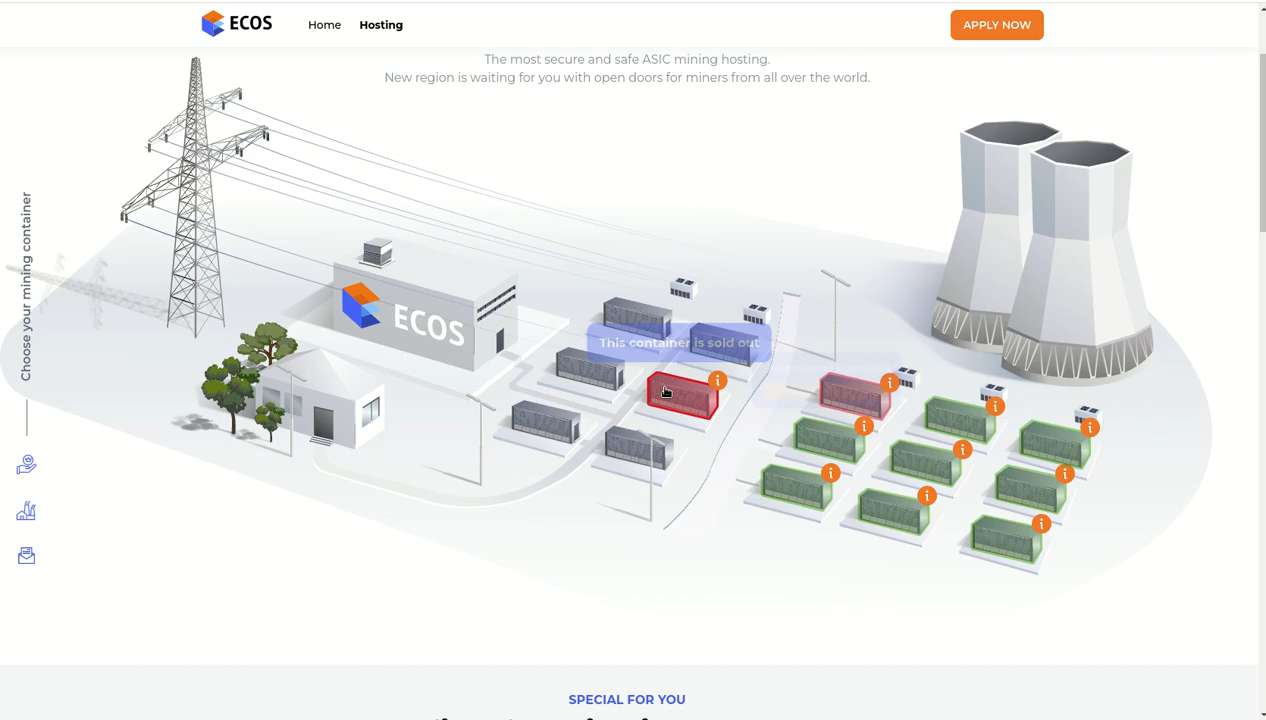 ECOS
Home
Hosting
APPLY NOW
The most secure and safe ASIC mining hosting.
New region is waiting for you with open doors for miners from all over the world.
Choose your mining container
ECOS
This container is sold out
i
i
i
i
i
i
i
i
i
i
i
SPECIAL FOR YOU